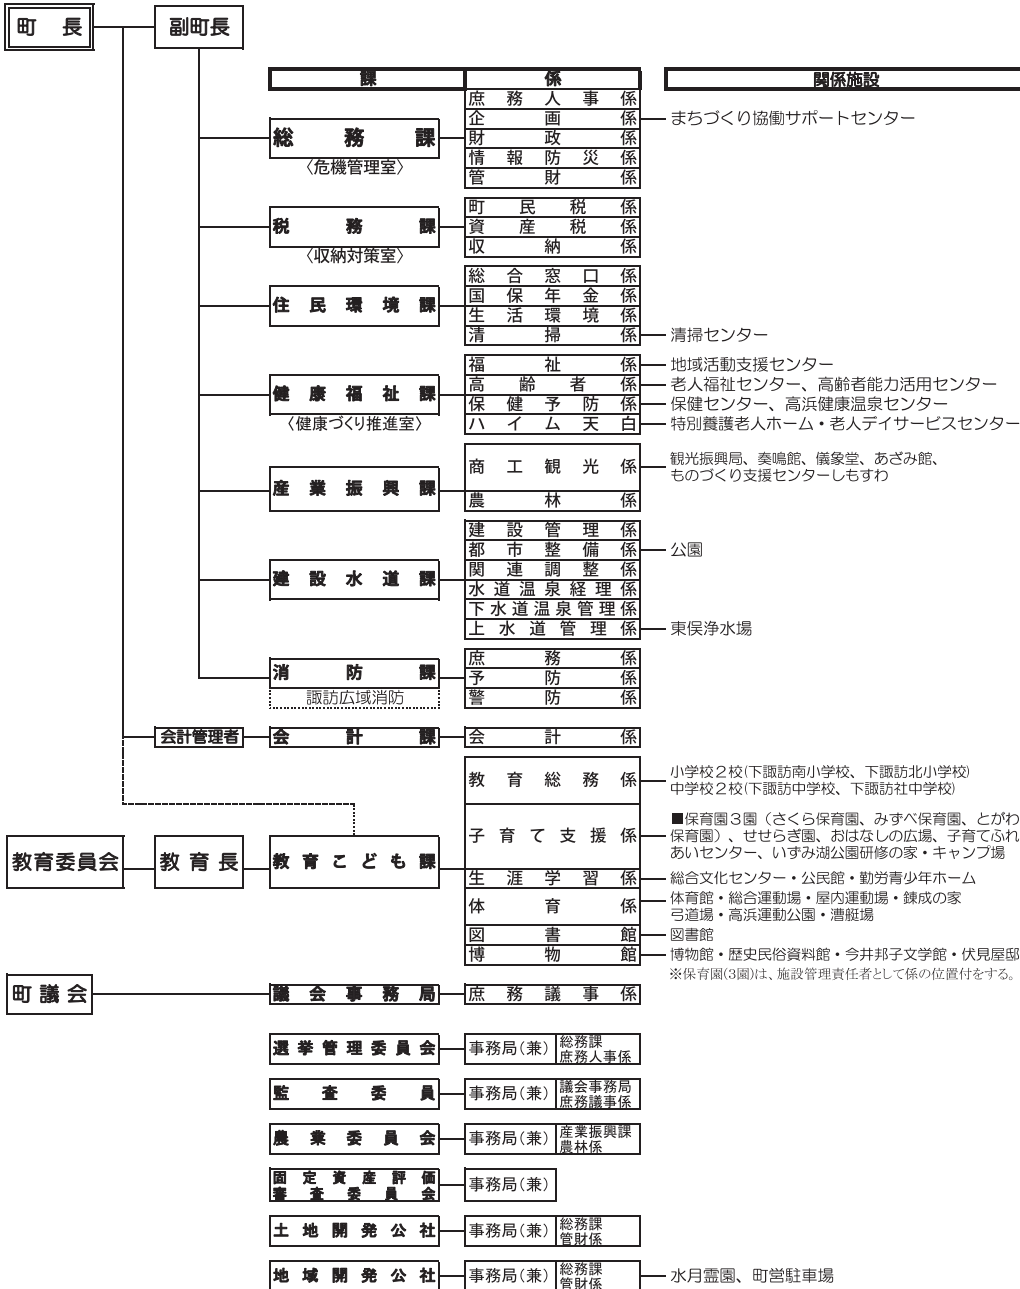 町長
副町長
課
係
関係施設
総務課
〈危機管理室〉
庶務人事係
企画係
まちづくり協働サポートセンター
財政係
情報防災係
管財係
税務課
〈収納対策室〉
町民税係
資産税係
収納係
住民環境課
総合窓口係
国保年金係
生活環境係
清掃係
清掃センター
健康福祉課
〈健康づくり推進室〉
福祉係
地域活動支援センター
高齢者係
老人福祉センター、高齢者能力活用センター
保健予防係
保健センター、高浜健康温泉センター
ハイム天白
特別養護老人ホーム・老人デイサービスセンター
産業振興課
商工観光係
観光振興局、奏鳴館、儀象堂、あざみ館、
ものづくり支援センターしもすわ
農林係
建設水道課
建設管理係
都市整備係
公園
関連調整係
水道温泉経理係
下水道温泉管理係
上水道管理係
東俣浄水場
消防課
諏訪広域消防
庶務係
予防係
警防係
会計管理者
会計課
会計係
教育委員会
教育長
教育こども課
教育総務係
小学校２校(下諏訪南小学校、下諏訪北小学校)
中学校２校(下諏訪中学校、下諏訪社中学校)
子育て支援係
■保育園３園（さくら保育園、みずべ保育園、とがわ
保育園）、せせらぎ園、おはなしの広場、子育てふれ
あいセンター、いずみ湖公園研修の家・キャンプ場
生涯学習係
総合文化センター・公民館・勤労青少年ホーム
体育係
体育館・総合運動場・屋内運動場・錬成の家
弓道場・高浜運動公園・漕艇場
図書館
図書館
博物館
博物館・歴史民俗資料館・今井邦子文学館・伏見屋邸
※保育園(3園)は、施設管理責任者として係の位置付をする。
町議会
議会事務局
庶務議事係
選挙管理委員会
事務局(兼)
総務課
庶務人事係
監査委員
事務局(兼)
議会事務局
庶務議事係
農業委員会
事務局(兼)
産業振興課
農林係
固定資産評価
審査委員会
事務局(兼)
土地開発公社
事務局(兼)
総務課
管財係
地域開発公社
事務局(兼)
総務課
管財係
水月霊園、町営駐車場